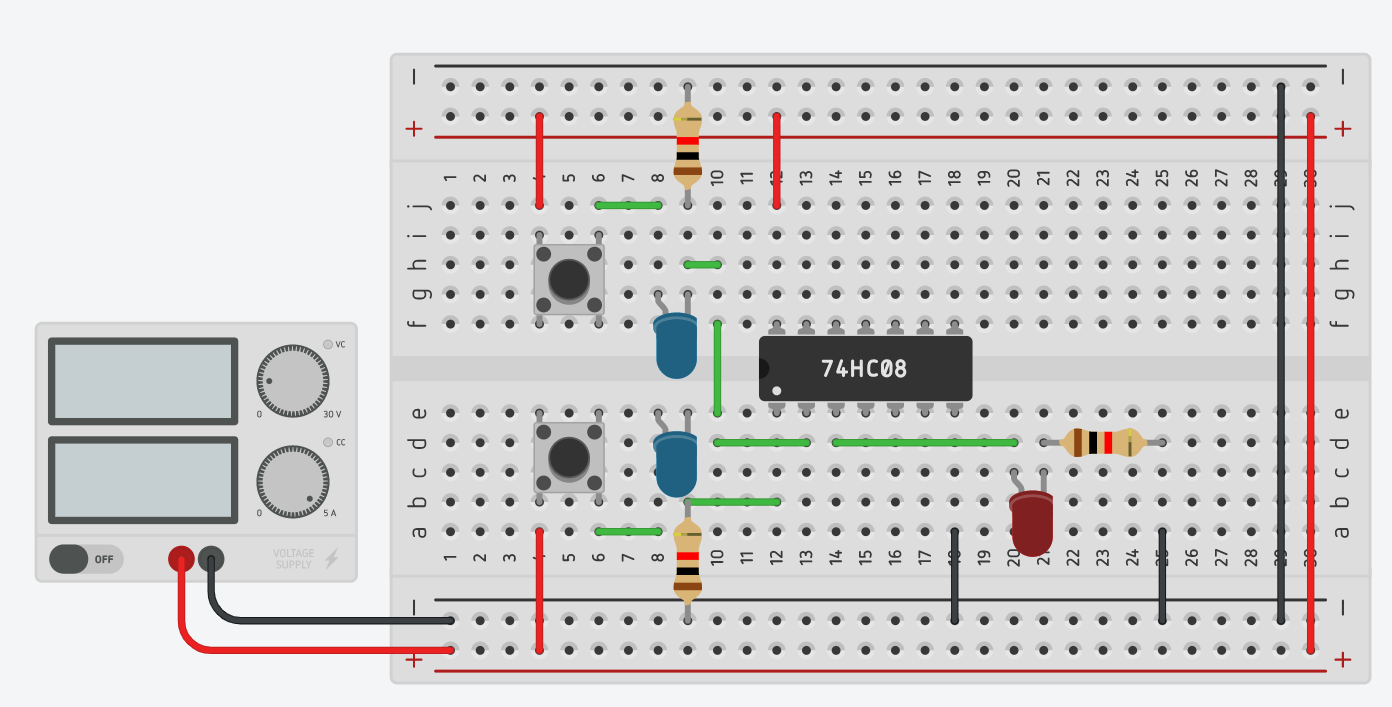 − −
+ +
1 2 3 4 5 6 7 8 10 11 12 13 14 15 16 17 18 19 20 21 22 23 24 25 26 27 28 29 30
j j
i i
h h
g g
f f
74HC08
e e
d d
c c
b b
a a
1 2 3 4 5 6 7 8 10 11 12 13 14 15 16 17 18 19 20 21 22 23 24 25 26 27 28 29 30
− −
+ +
VC
0 30 V
CC
0 5 A
OFF
VOLTAGE
SUPPLY